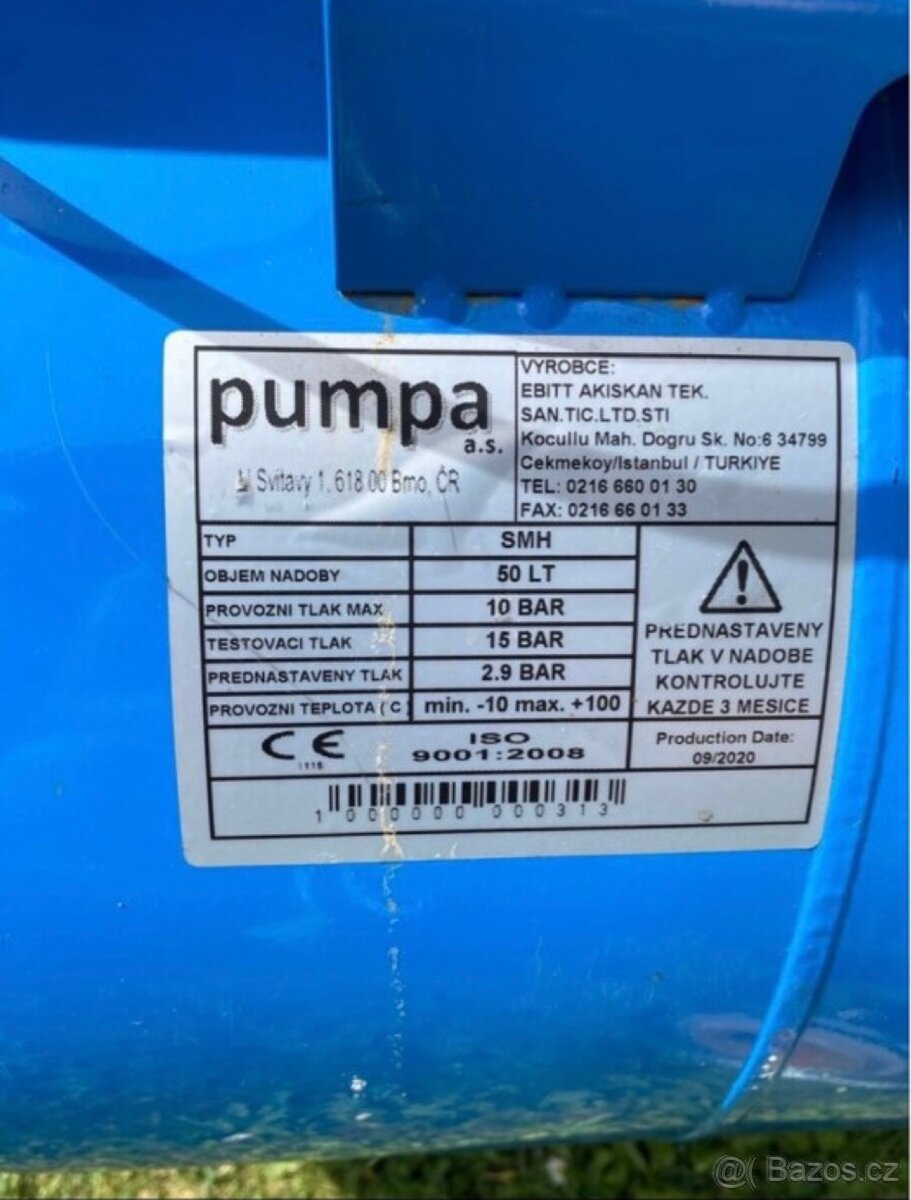 pumpa
a.s.
Svitavy 1, 618 00 Brno, ČR
VYROBCE:
EBITT AKISKAN TEK.
SAN.TIC.LTD.STI
Kocullu Mah. Dogru Sk. No:6 34799
Cekmekoy/Istanbul / TURKIYE
TEL: 0216 660 01 30
FAX: 0216 66 01 33
TYP SMH
OBJEM NADOBY 50 LT
PROVOZNI TLAK MAX 10 BAR
TESTOVACI TLAK 15 BAR
PREDNASTAVENY TLAK 2.9 BAR
PROVOZNI TEPLOTA ( C ) min. -10 max. +100
!
PREDNASTAVENY
TLAK V NADOBE
KONTROLUJTE
KAZDE 3 MESICE
CE
1115
ISO
9001:2008
Production Date:
09/2020
1 000000 000313
@( Bazos.cz